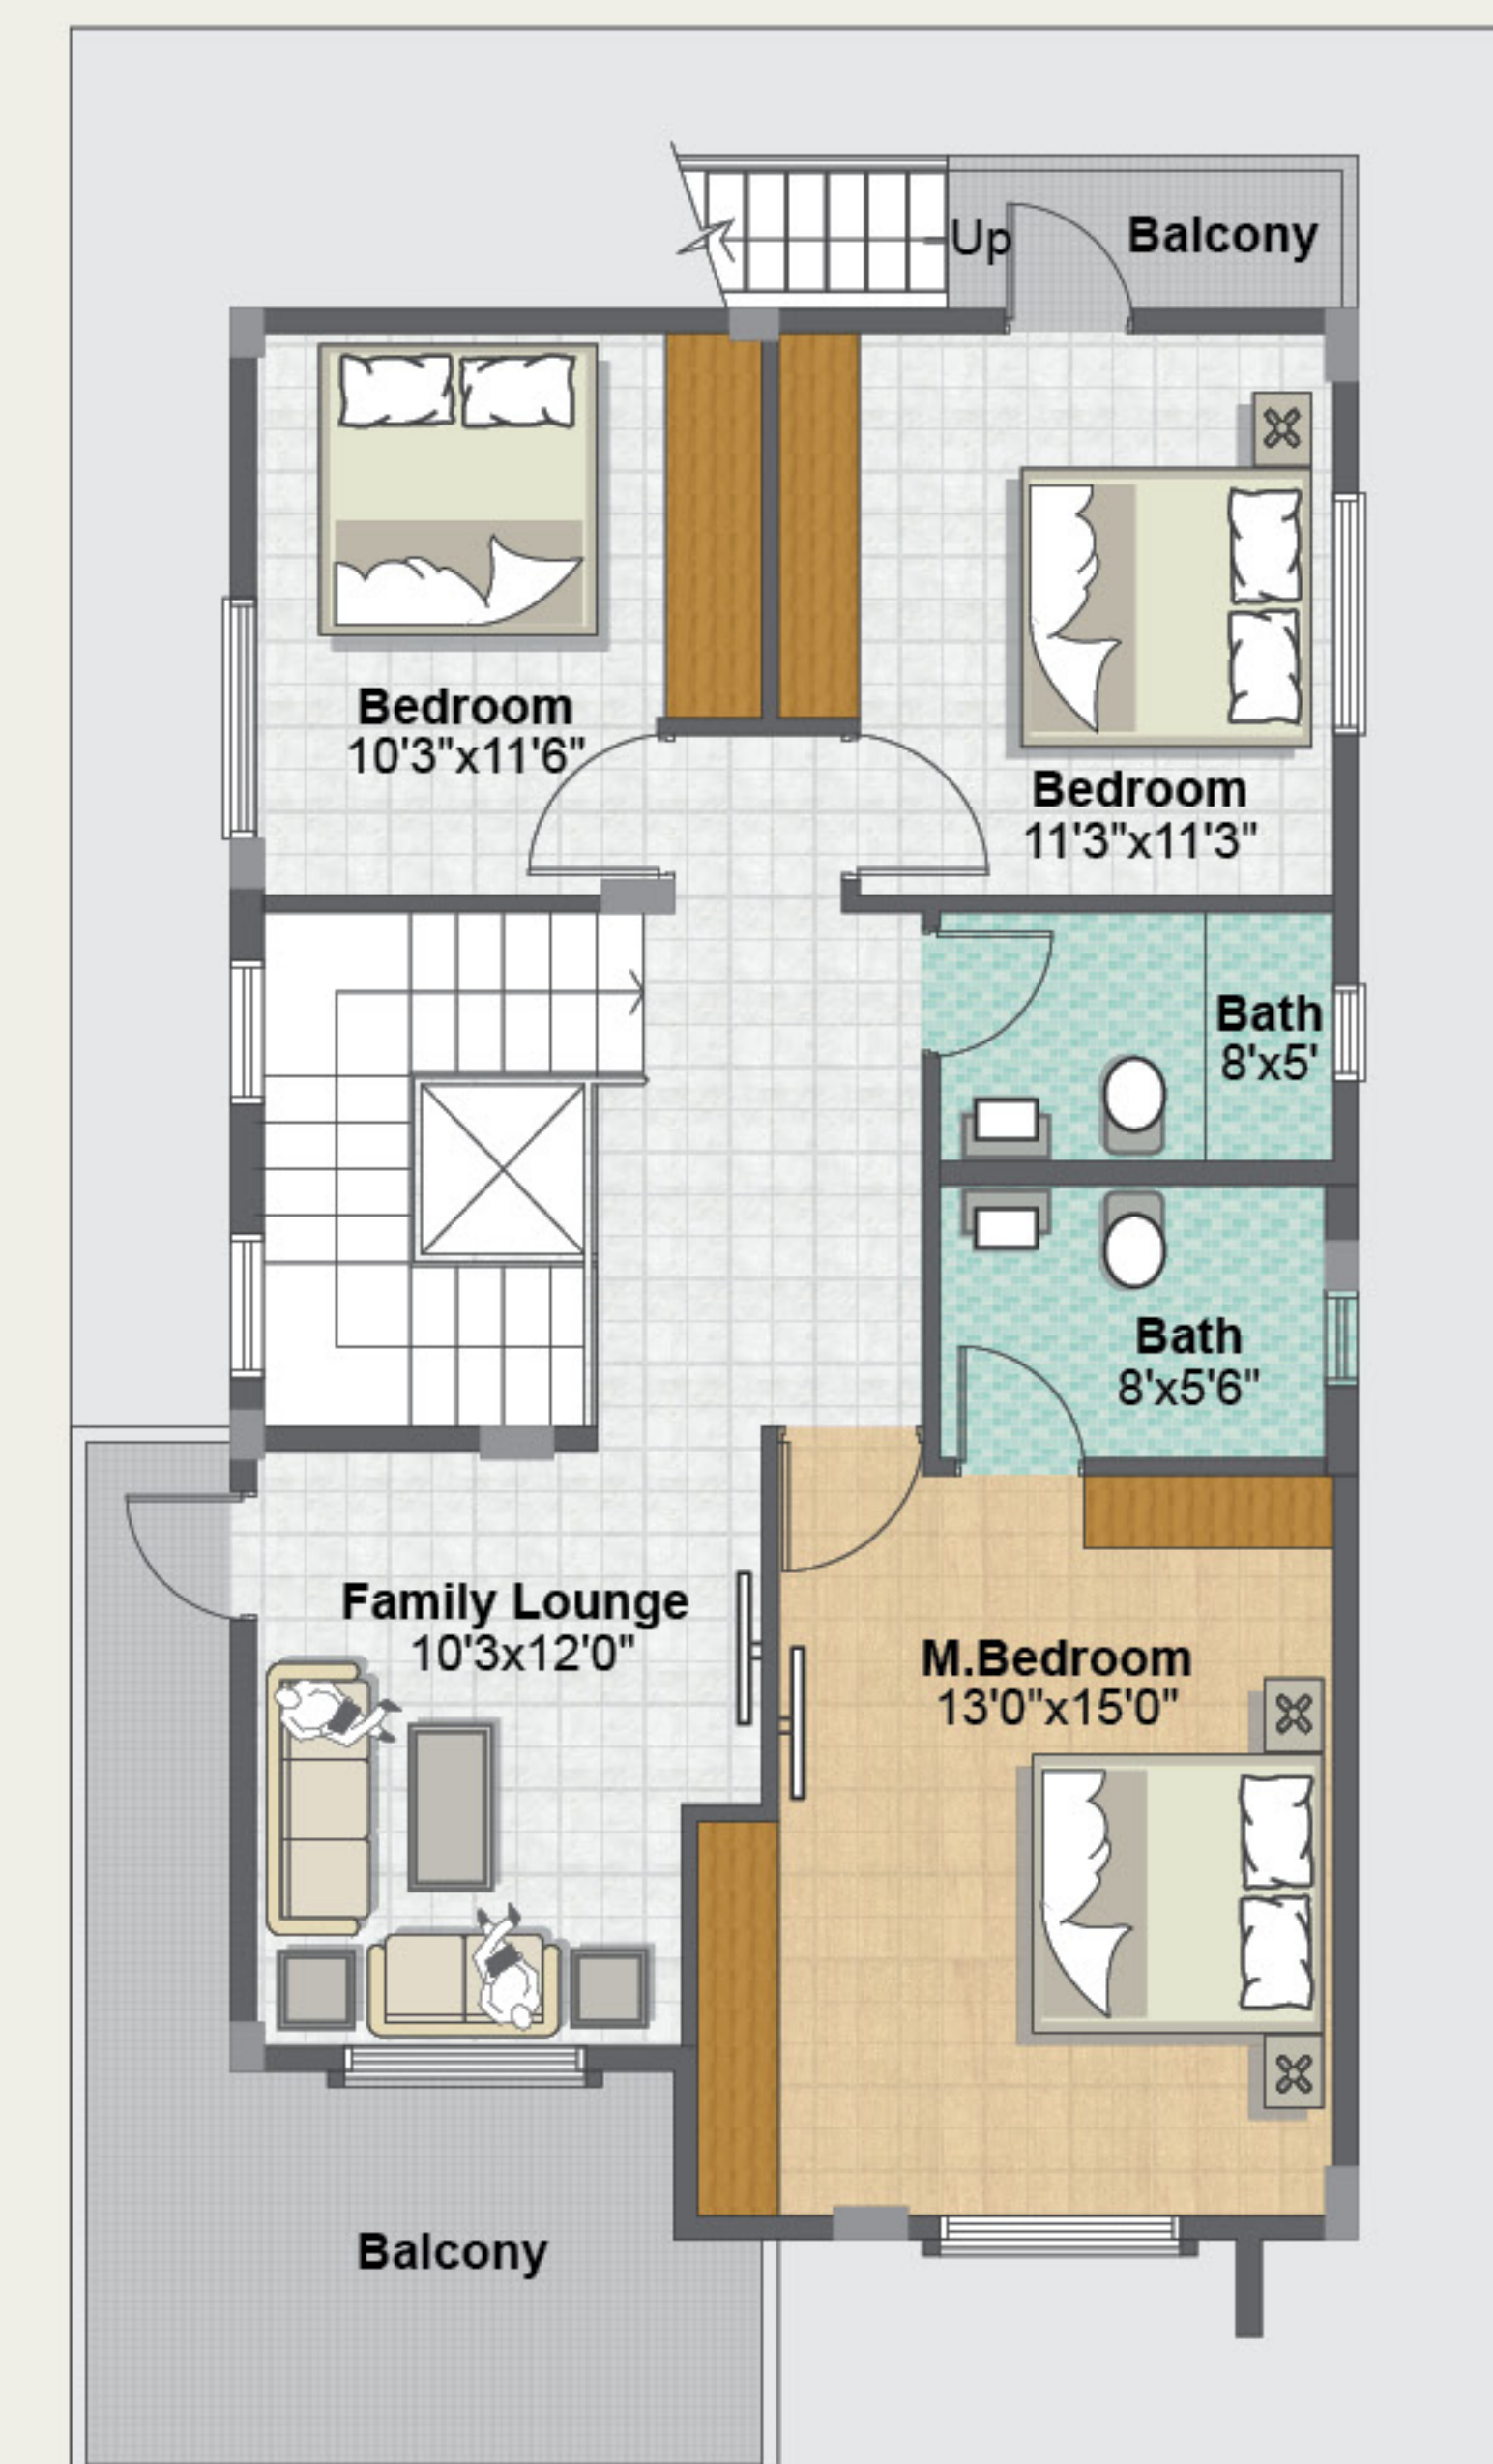 Up
Balcony
Bedroom
10'3"x11'6"
Bedroom
11'3"x11'3"
Bath
8'x5'
Bath
8'x5'6"
Family Lounge
10'3x12'0"
M.Bedroom
13'0"x15'0"
Balcony